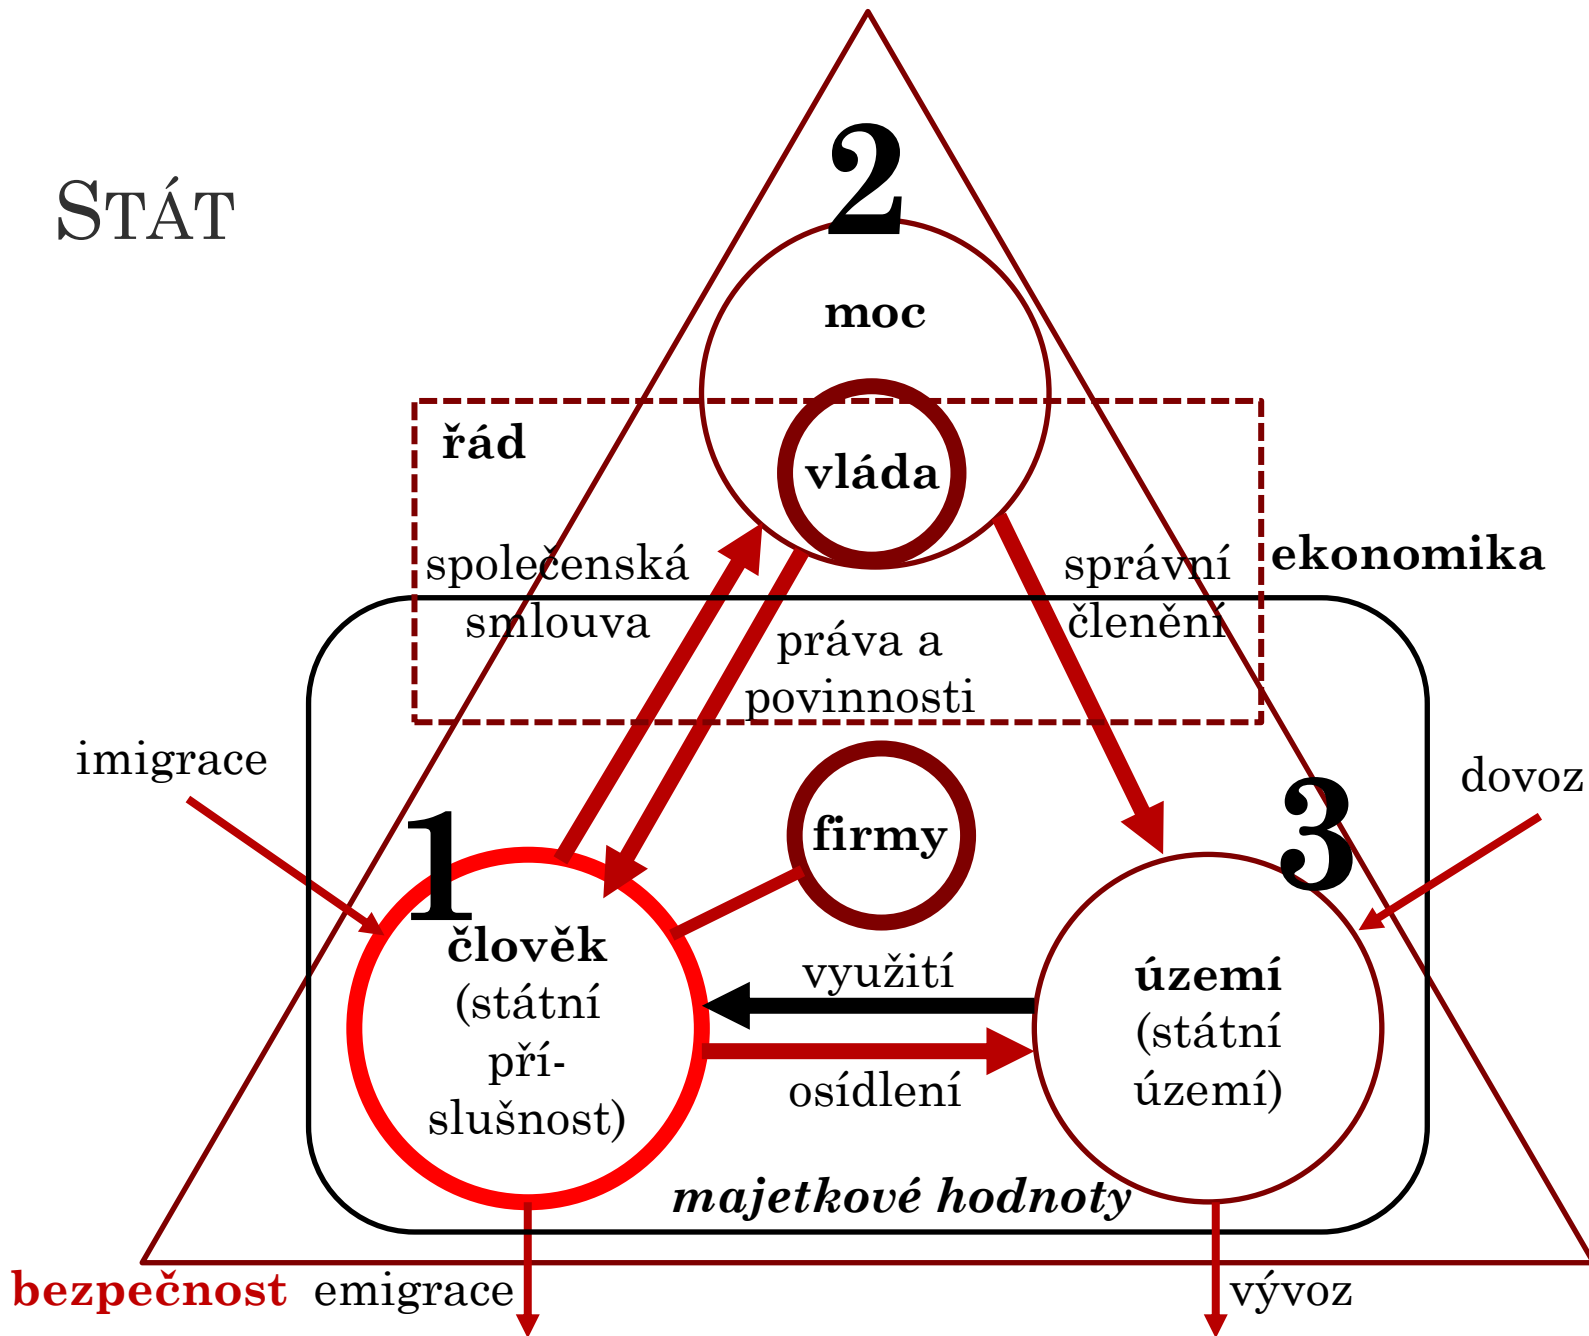 STÁT
2
moc
řád
vláda
společenská
smlouva
správní
členění
ekonomika
práva a
povinnosti
imigrace
dovoz
1
firmy
3
člověk
(státní
pří-
slušnost)
využití
osídlení
území
(státní
území)
majetkové hodnoty
bezpečnost
emigrace
vývoz